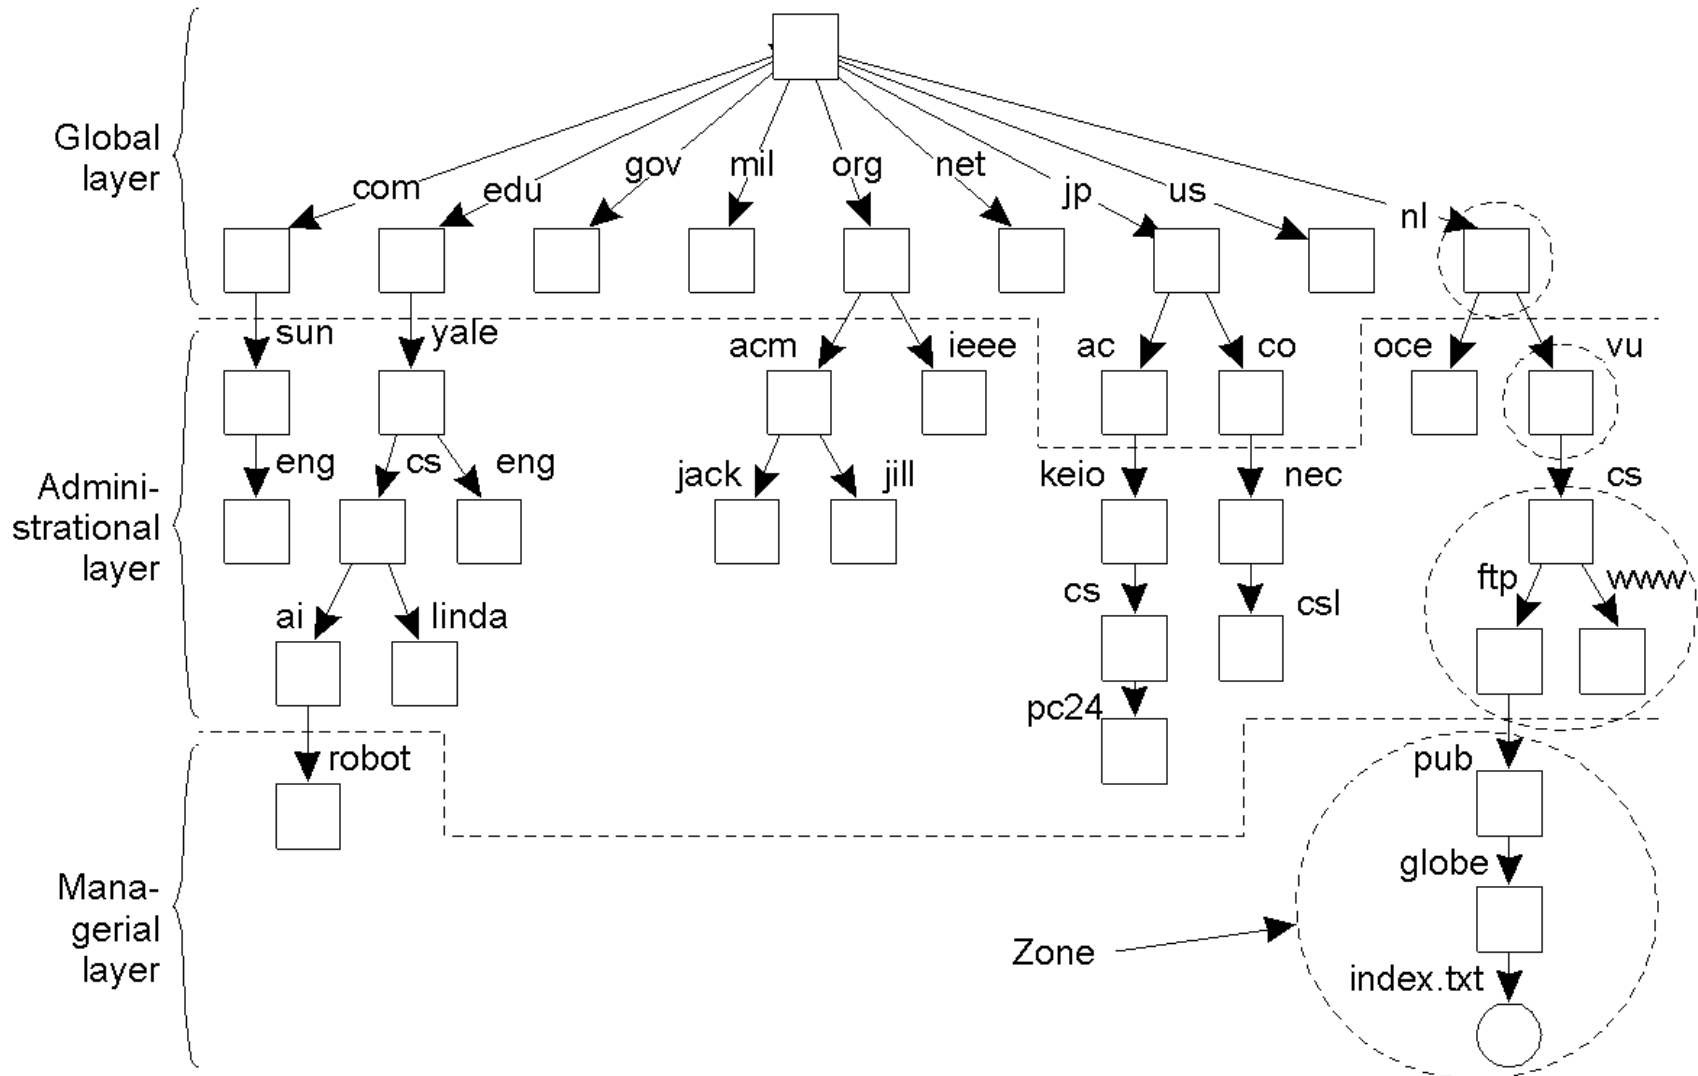 Global
layer
com
edu
gov
mil
org
net
jp
us
nl
sun
yale
acm
ieee
ac
co
oce
vu
Admini-
strational
layer
eng
cs
eng
jack
jill
keio
nec
cs
ai
linda
cs
csl
ftp
www
pc24
robot
pub
Mana-
gerial
layer
globe
Zone
index.txt